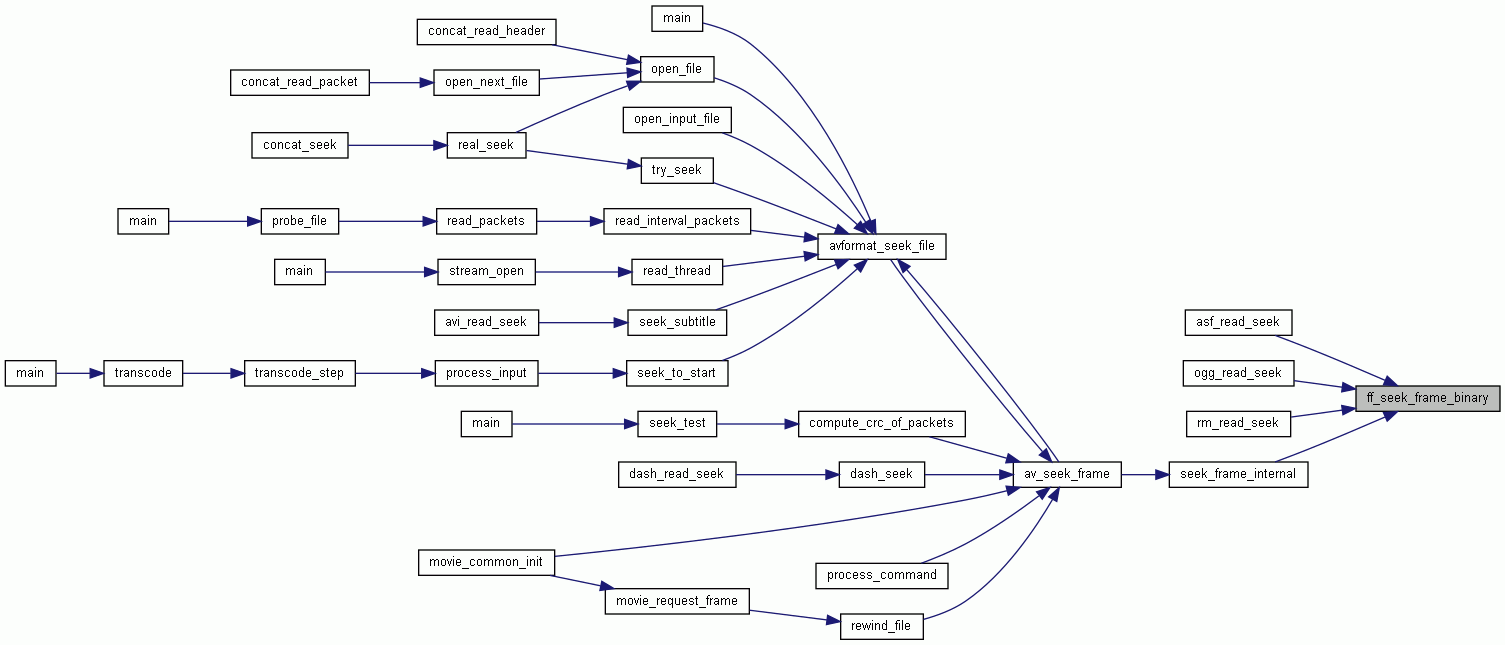 main
concat_read_header
open_file
concat_read_packet
open_next_file
open_input_file
concat_seek
real_seek
try_seek
main
probe_file
read_packets
read_interval_packets
avformat_seek_file
main
stream_open
read_thread
avi_read_seek
seek_subtitle
asf_read_seek
main
transcode
transcode_step
process_input
seek_to_start
ogg_read_seek
ff_seek_frame_binary
main
seek_test
compute_crc_of_packets
rm_read_seek
dash_read_seek
dash_seek
av_seek_frame
seek_frame_internal
movie_common_init
process_command
movie_request_frame
rewind_file